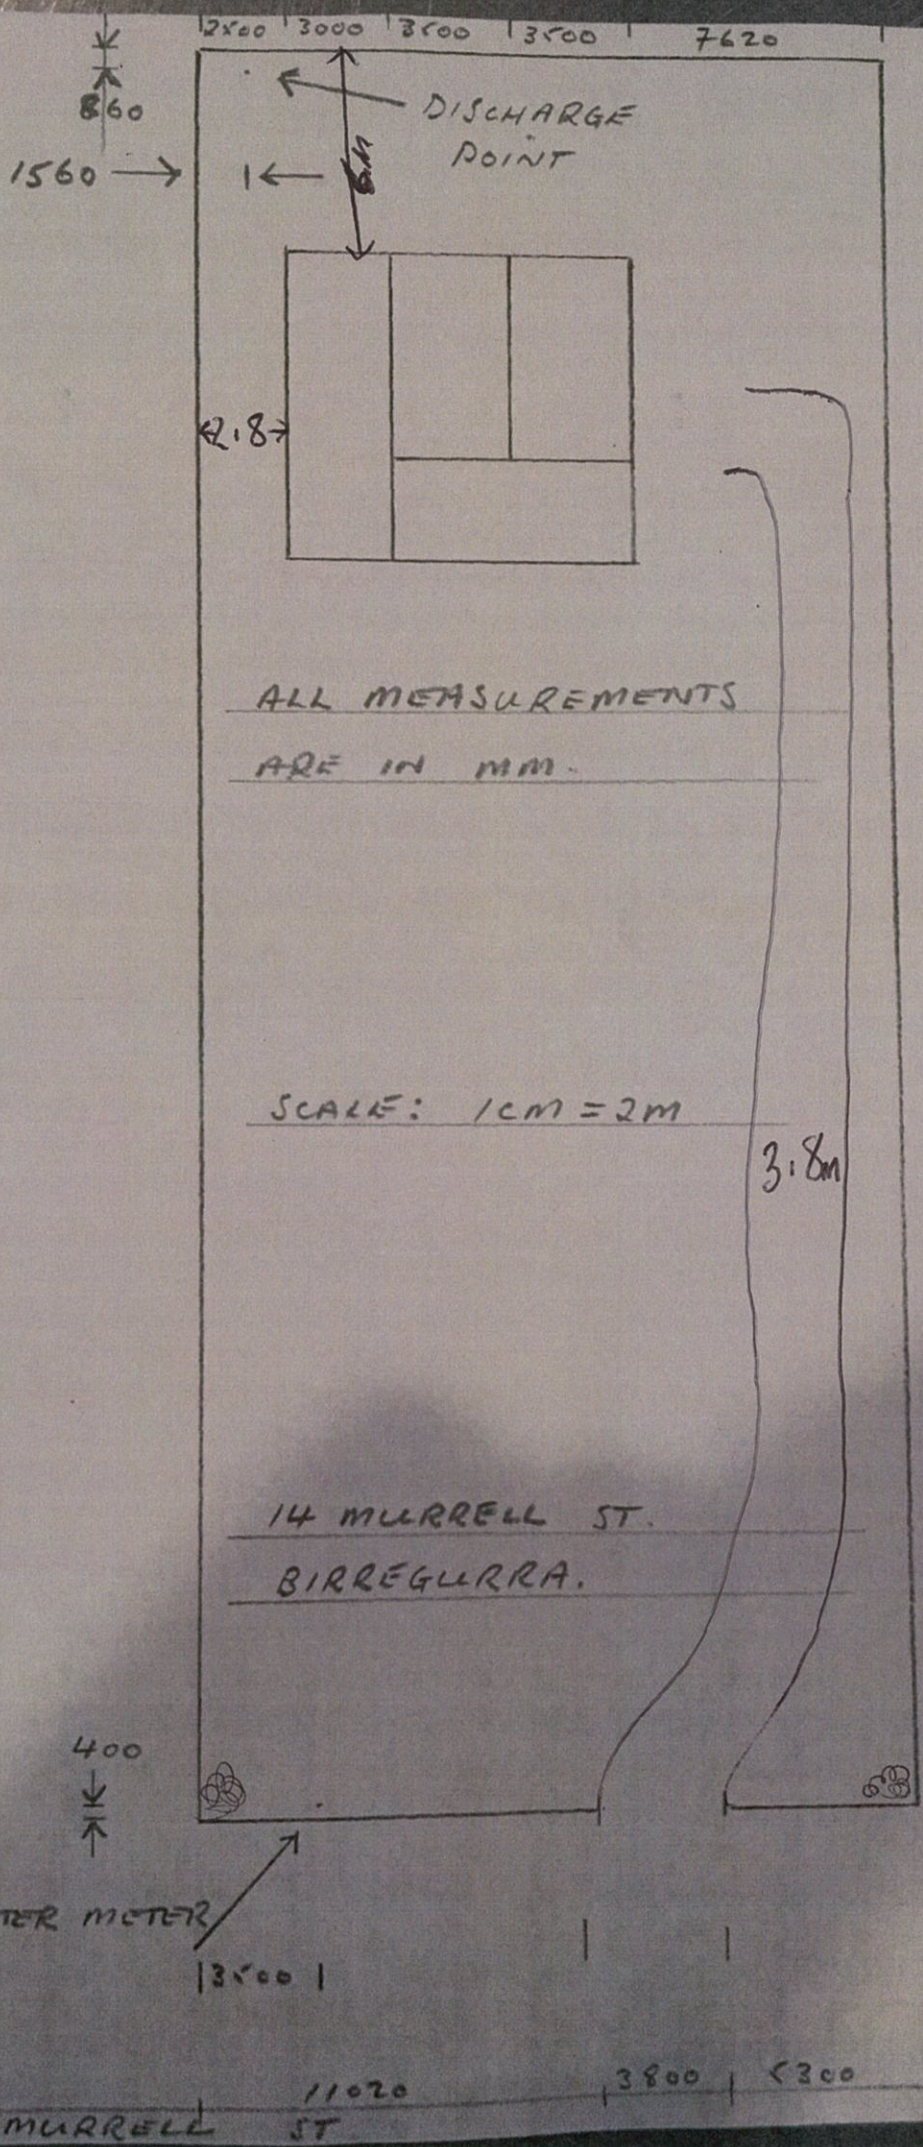 2500 3000 3500 3500 7620
860
DISCHARGE
POINT
1560
6M
2.8
ALL MEASUREMENTS
ARE IN MM.
SCALE: 1CM = 2M
3.8m
14 MURRELL ST.
BIRREGURRA.
400
TER METER
3500
11020 3800 5300
MURRELL ST